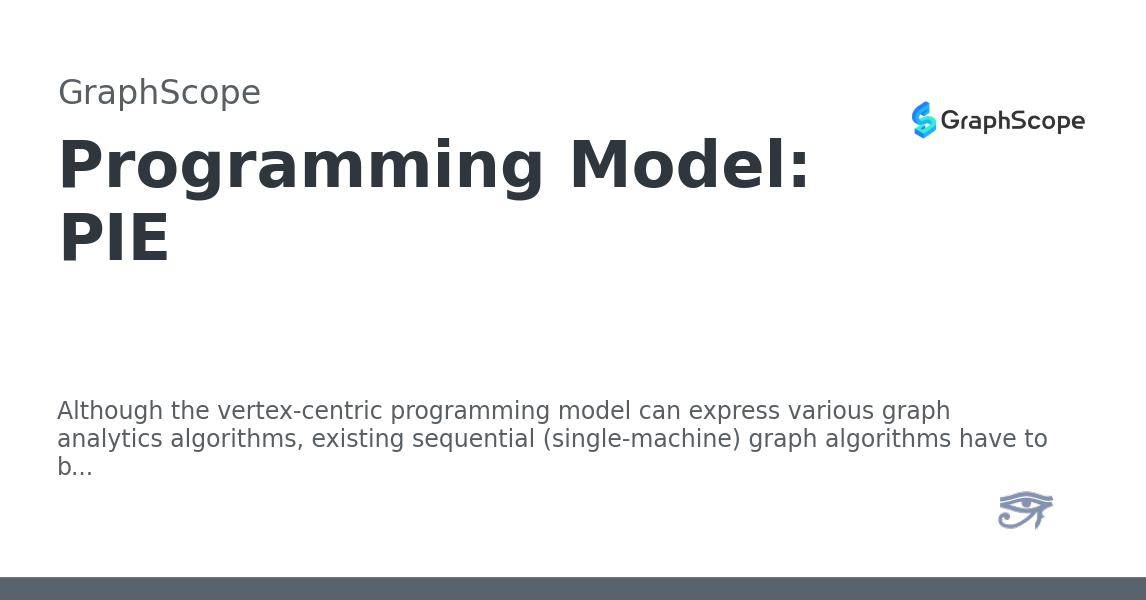 GraphScope
GraphScope
Programming Model:
PIE
Although the vertex-centric programming model can express various graph
analytics algorithms, existing sequential (single-machine) graph algorithms have to
b...